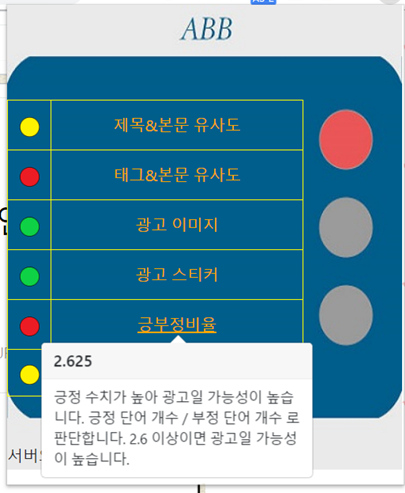 ABB
제목&본문 유사도
태그&본문 유사도
광고 이미지
광고 스티커
긍부정비율
2.625
긍정 수치가 높아 광고일 가능성이 높습
니다. 긍정 단어 개수 / 부정 단어 개수 로
판단합니다. 2.6 이상이면 광고일 가능성
이 높습니다.